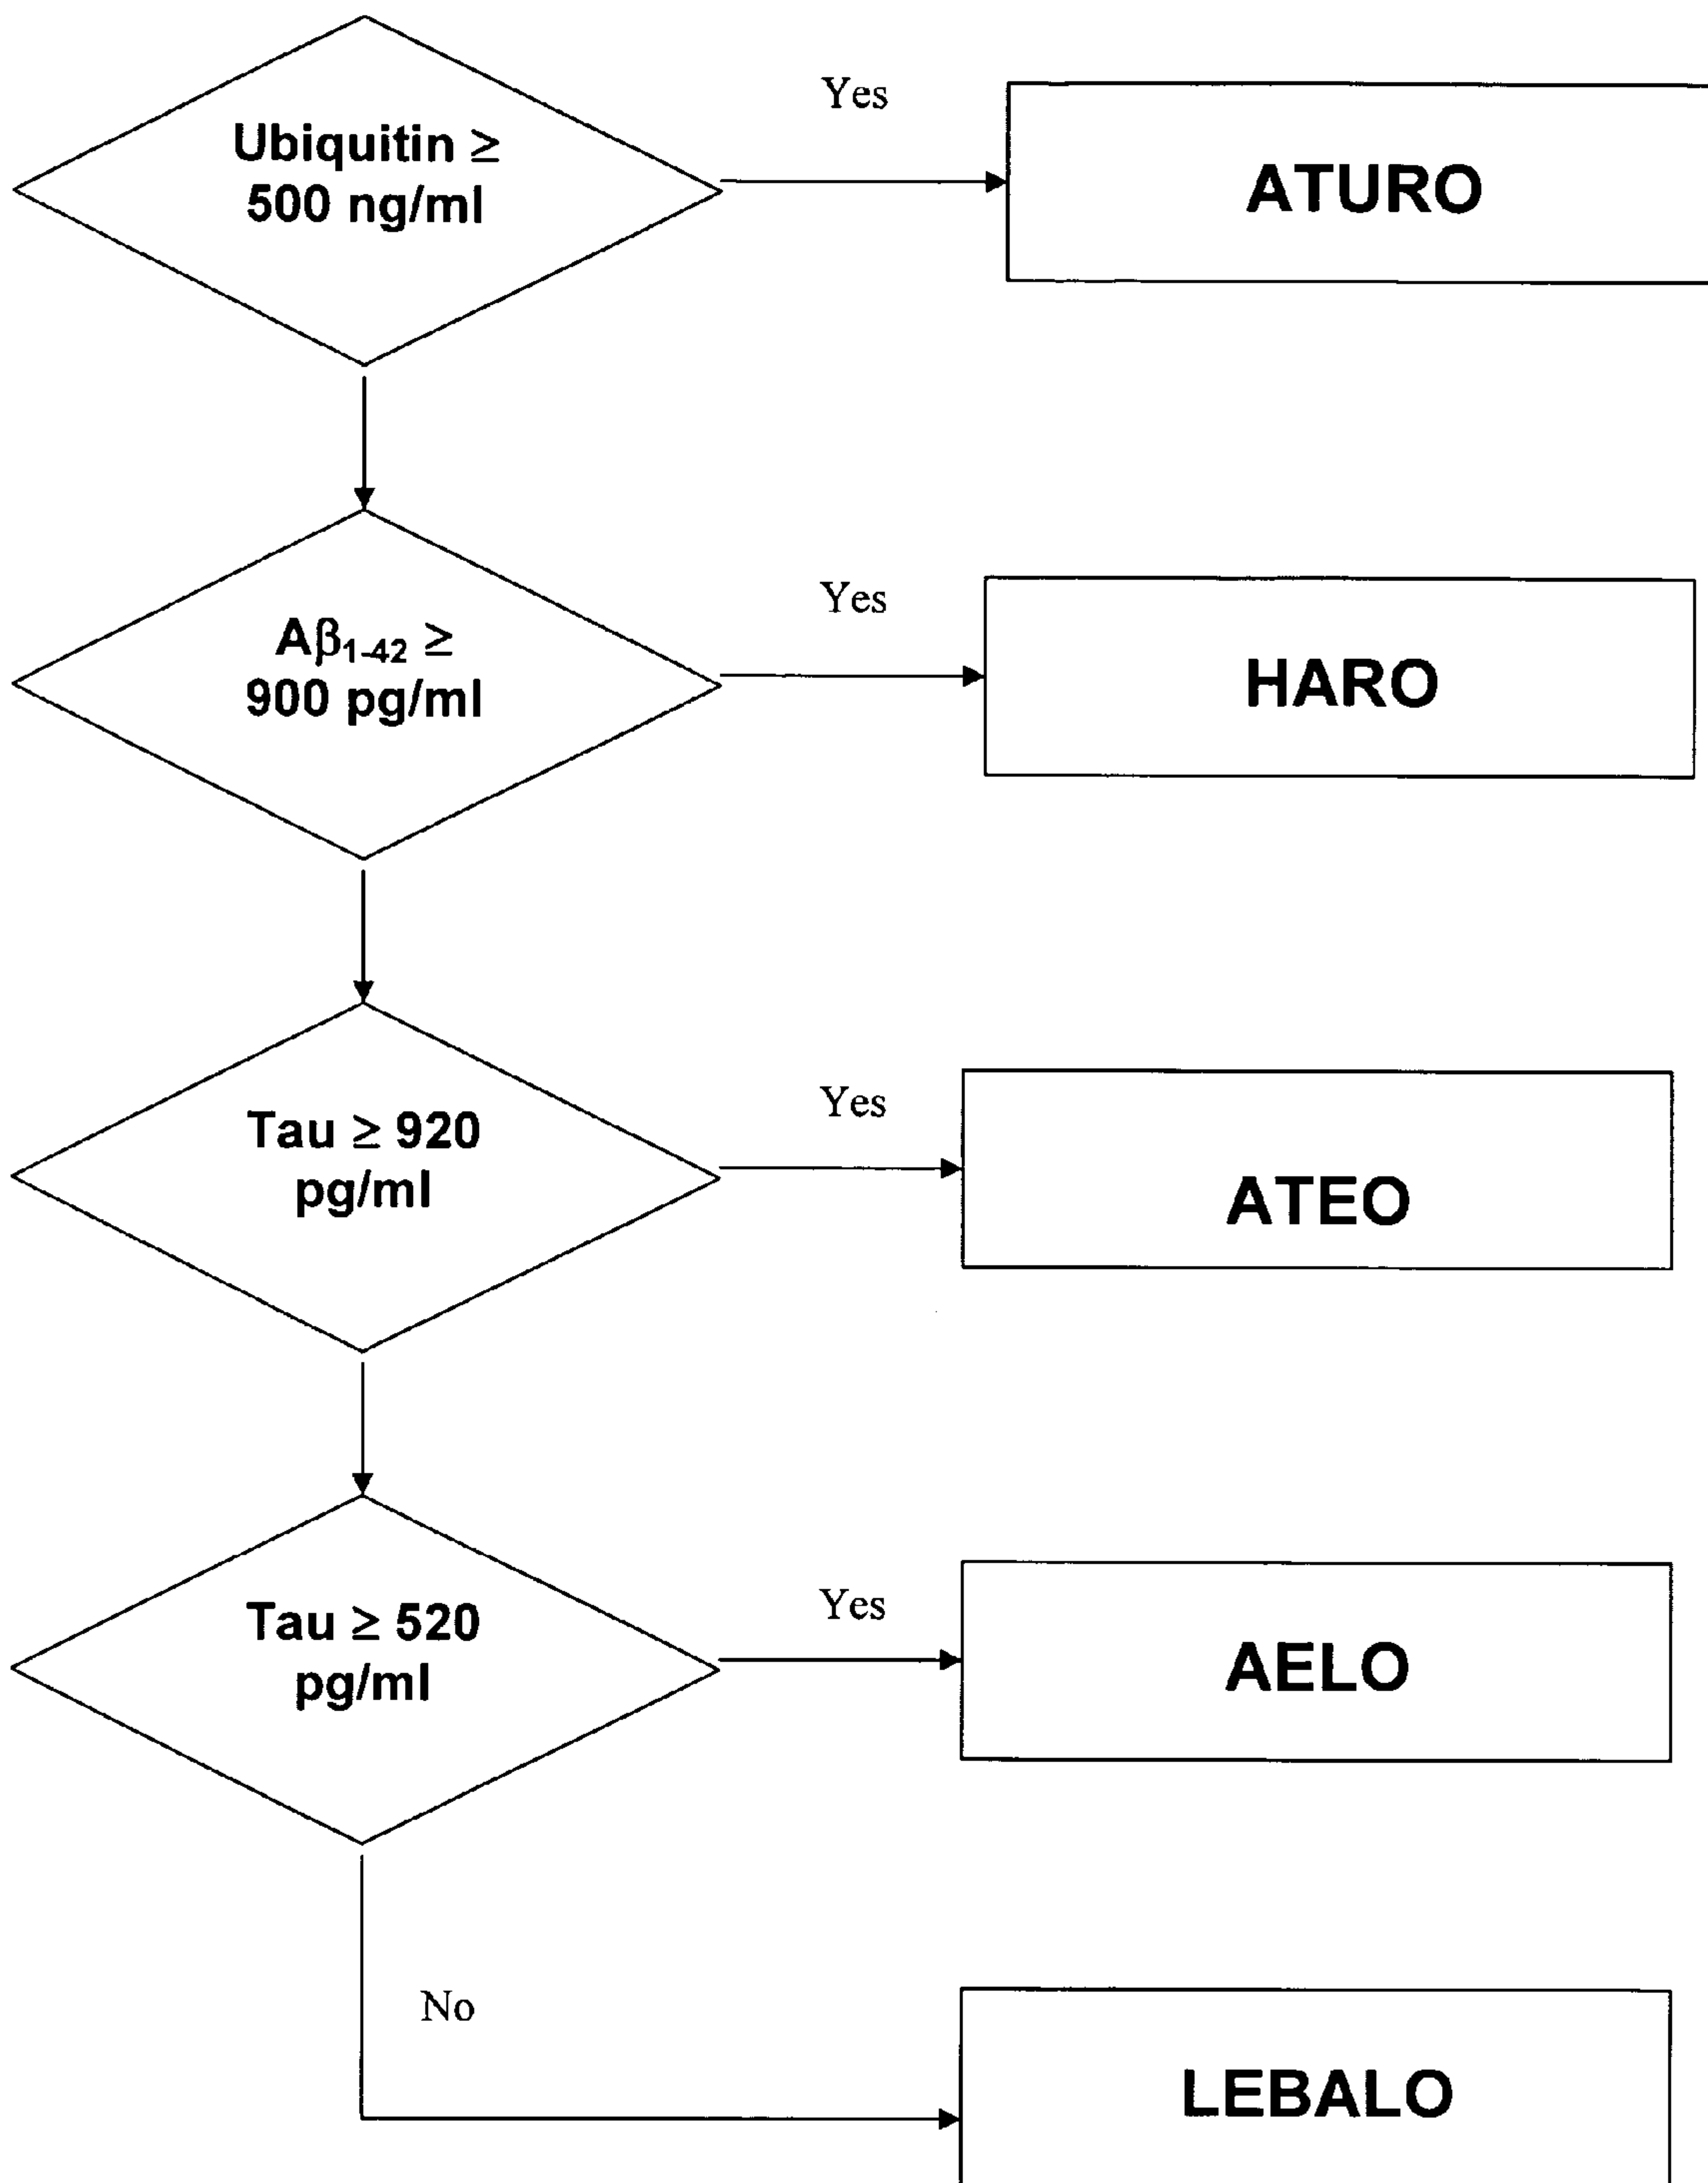 Ubiquitin ≥
500 ng/ml
Yes
ATURO
Aβ₁₋₄₂ ≥
900 pg/ml
Yes
HARO
Tau ≥ 920
pg/ml
Yes
ATEO
Tau ≥ 520
pg/ml
Yes
AELO
No
LEBALO